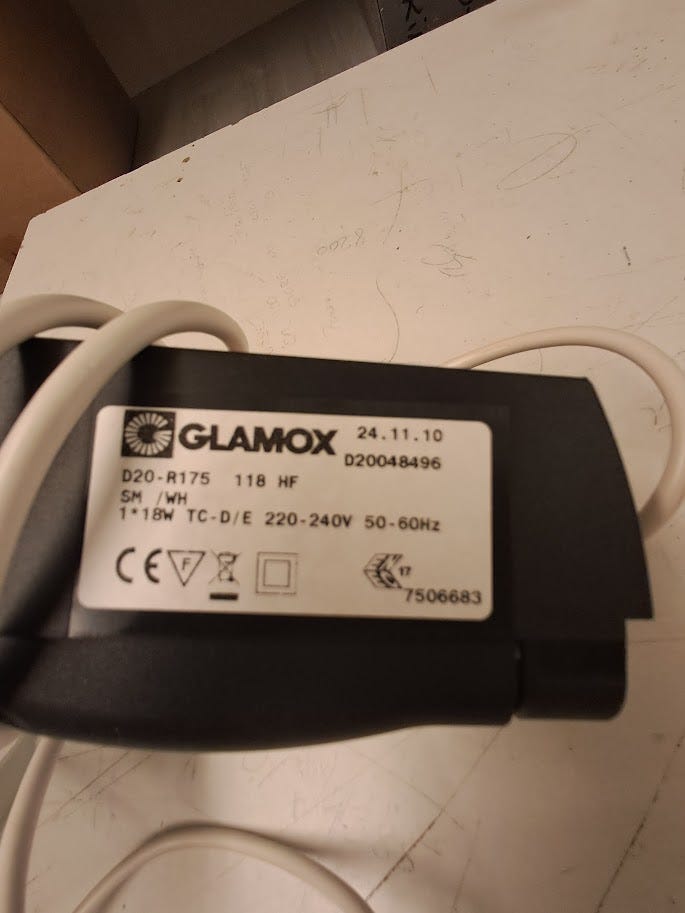 GLAMOX 24.11.10
D20048496
D20-R175 118 HF
SM /WH
1*18W TC-D/E 220-240V 50-60Hz
CE F 17
7506683